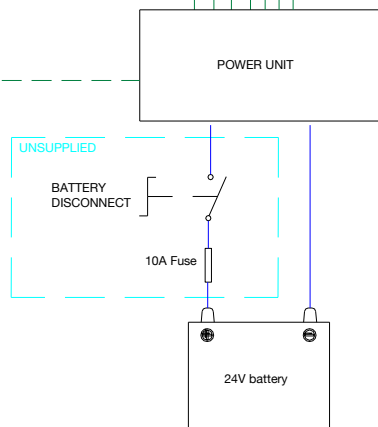 POWER UNIT
UNSUPPLIED
BATTERY
DISCONNECT
10A Fuse
24V battery